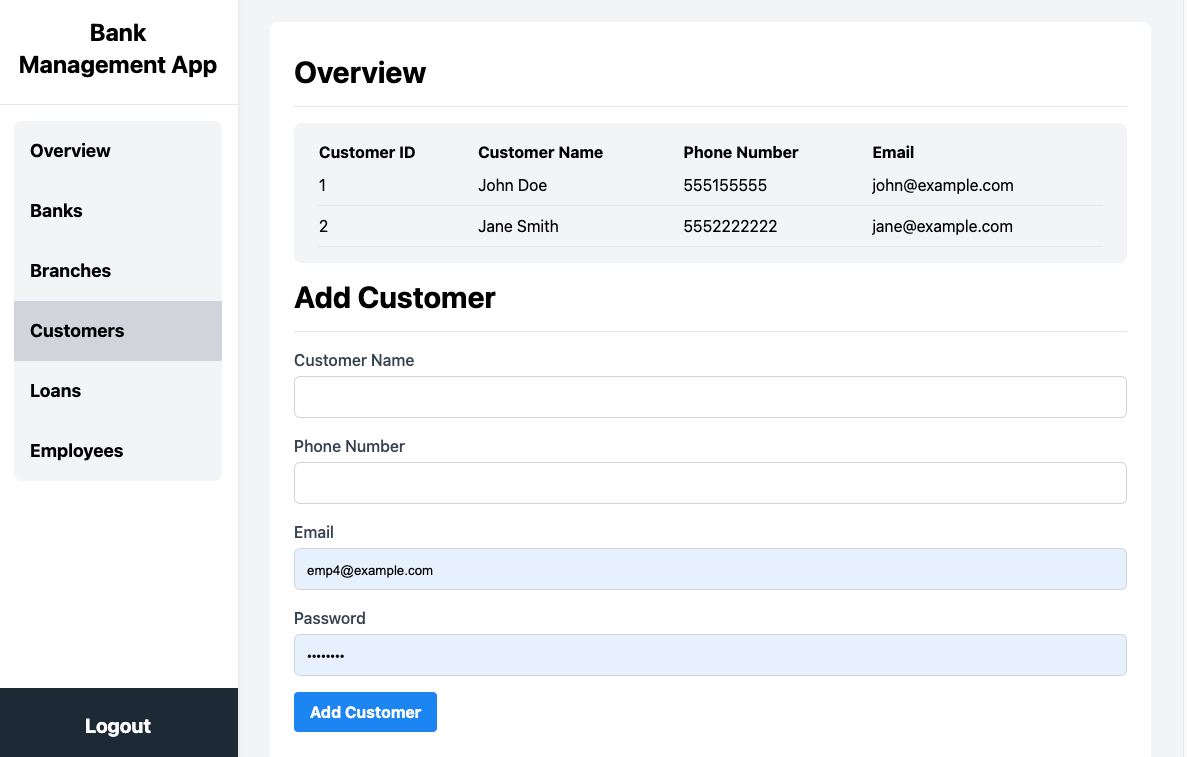 Bank
Management App
Overview
Banks
Branches
Customers
Loans
Employees
Logout
Overview
Customer ID Customer Name Phone Number Email
1 John Doe 555155555 john@example.com
2 Jane Smith 5552222222 jane@example.com
Add Customer
Customer Name
Phone Number
Email
emp4@example.com
Password
••••••••
Add Customer